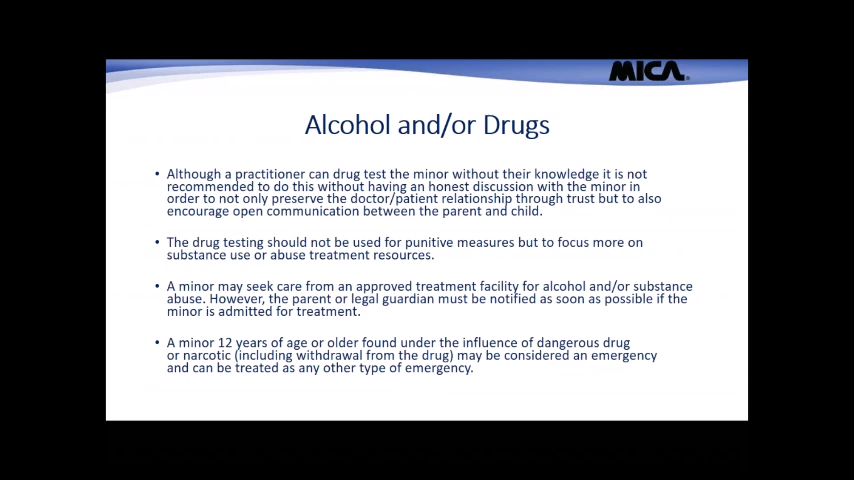 MICA
Alcohol and/or Drugs
• Although a practitioner can drug test the minor without their knowledge it is not
recommended to do this without having an honest discussion with the minor in
order to not only preserve the doctor/patient relationship through trust but to also
encourage open communication between the parent and child.
• The drug testing should not be used for punitive measures but to focus more on
substance use or abuse treatment resources.
• A minor may seek care from an approved treatment facility for alcohol and/or substance
abuse. However, the parent or legal guardian must be notified as soon as possible if the
minor is admitted for treatment.
• A minor 12 years of age or older found under the influence of dangerous drug
or narcotic (including withdrawal from the drug) may be considered an emergency
and can be treated as any other type of emergency.